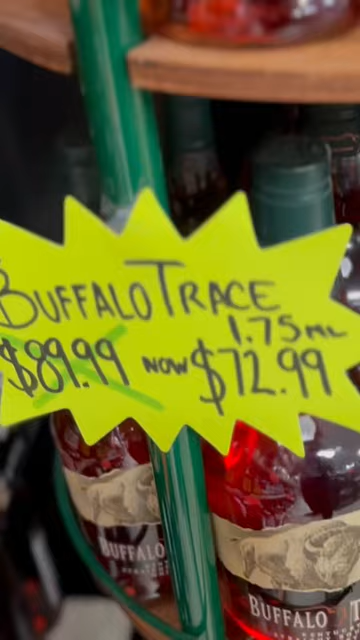 BUFFALO TRACE
1.75ML
$89.99 NOW $72.99
BUFFALO
BUFFALO T